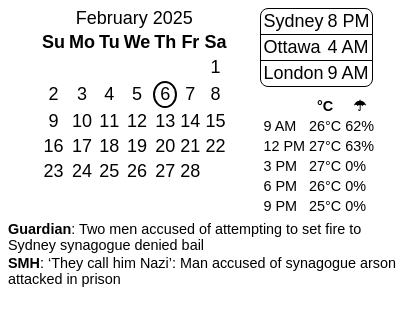 February 2025
Su Mo Tu We Th Fr Sa
1
2 3 4 5 6 7 8
9 10 11 12 13 14 15
16 17 18 19 20 21 22
23 24 25 26 27 28
Sydney 8 PM
Ottawa 4 AM
London 9 AM
°C ☂
9 AM 26°C 62%
12 PM 27°C 63%
3 PM 27°C 0%
6 PM 26°C 0%
9 PM 25°C 0%
Guardian: Two men accused of attempting to set fire to
Sydney synagogue denied bail
SMH: ‘They call him Nazi’: Man accused of synagogue arson
attacked in prison